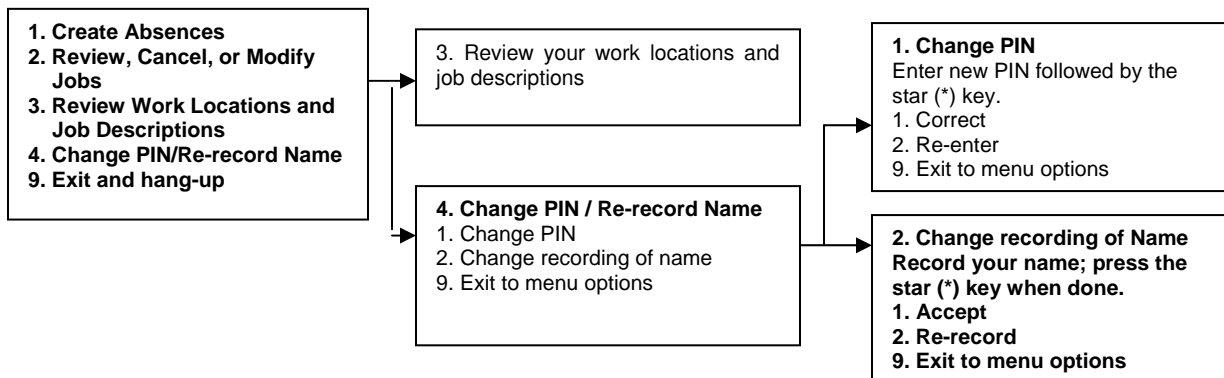 1. Create Absences
2. Review, Cancel, or Modify
Jobs
3. Review Work Locations and
Job Descriptions
4. Change PIN/Re-record Name
9. Exit and hang-up
3. Review your work locations and
job descriptions
4. Change PIN / Re-record Name
1. Change PIN
2. Change recording of name
9. Exit to menu options
1. Change PIN
Enter new PIN followed by the
star (*) key.
1. Correct
2. Re-enter
9. Exit to menu options
2. Change recording of Name
Record your name; press the
star (*) key when done.
1. Accept
2. Re-record
9. Exit to menu options